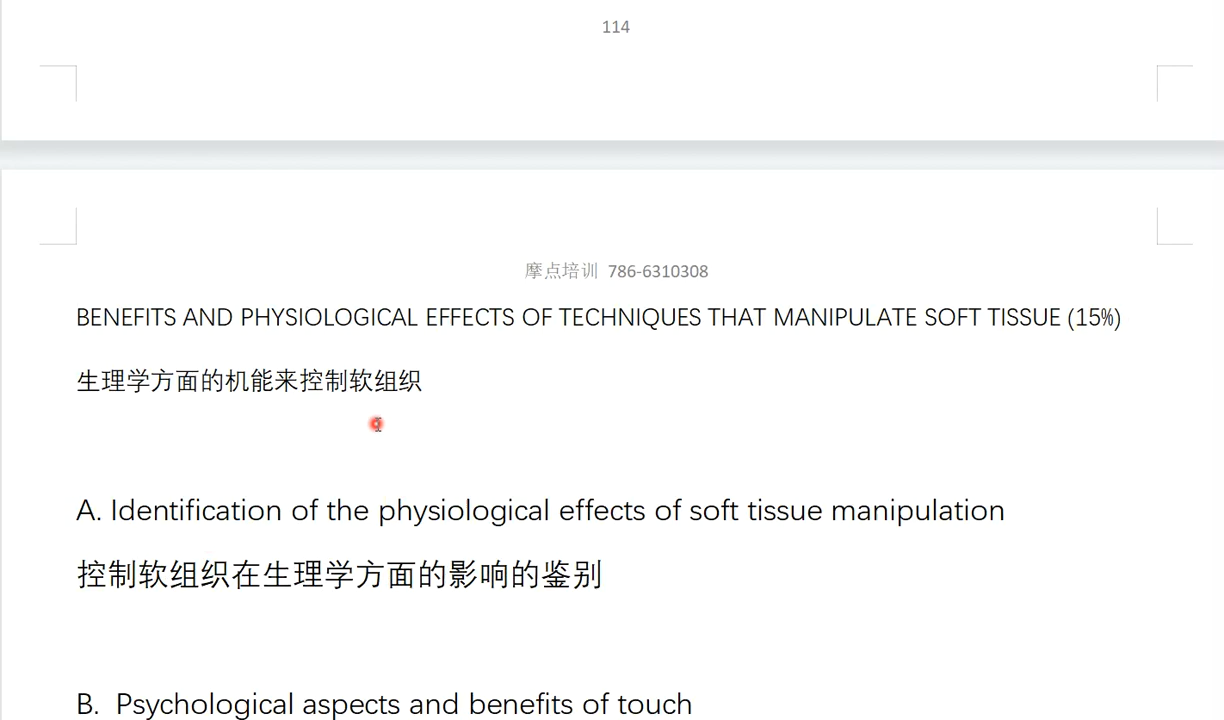 114
摩点培训 786-6310308
BENEFITS AND PHYSIOLOGICAL EFFECTS OF TECHNIQUES THAT MANIPULATE SOFT TISSUE (15%)
生理学方面的机能来控制软组织
A. Identification of the physiological effects of soft tissue manipulation
控制软组织在生理学方面的影响的鉴别
B. Psychological aspects and benefits of touch